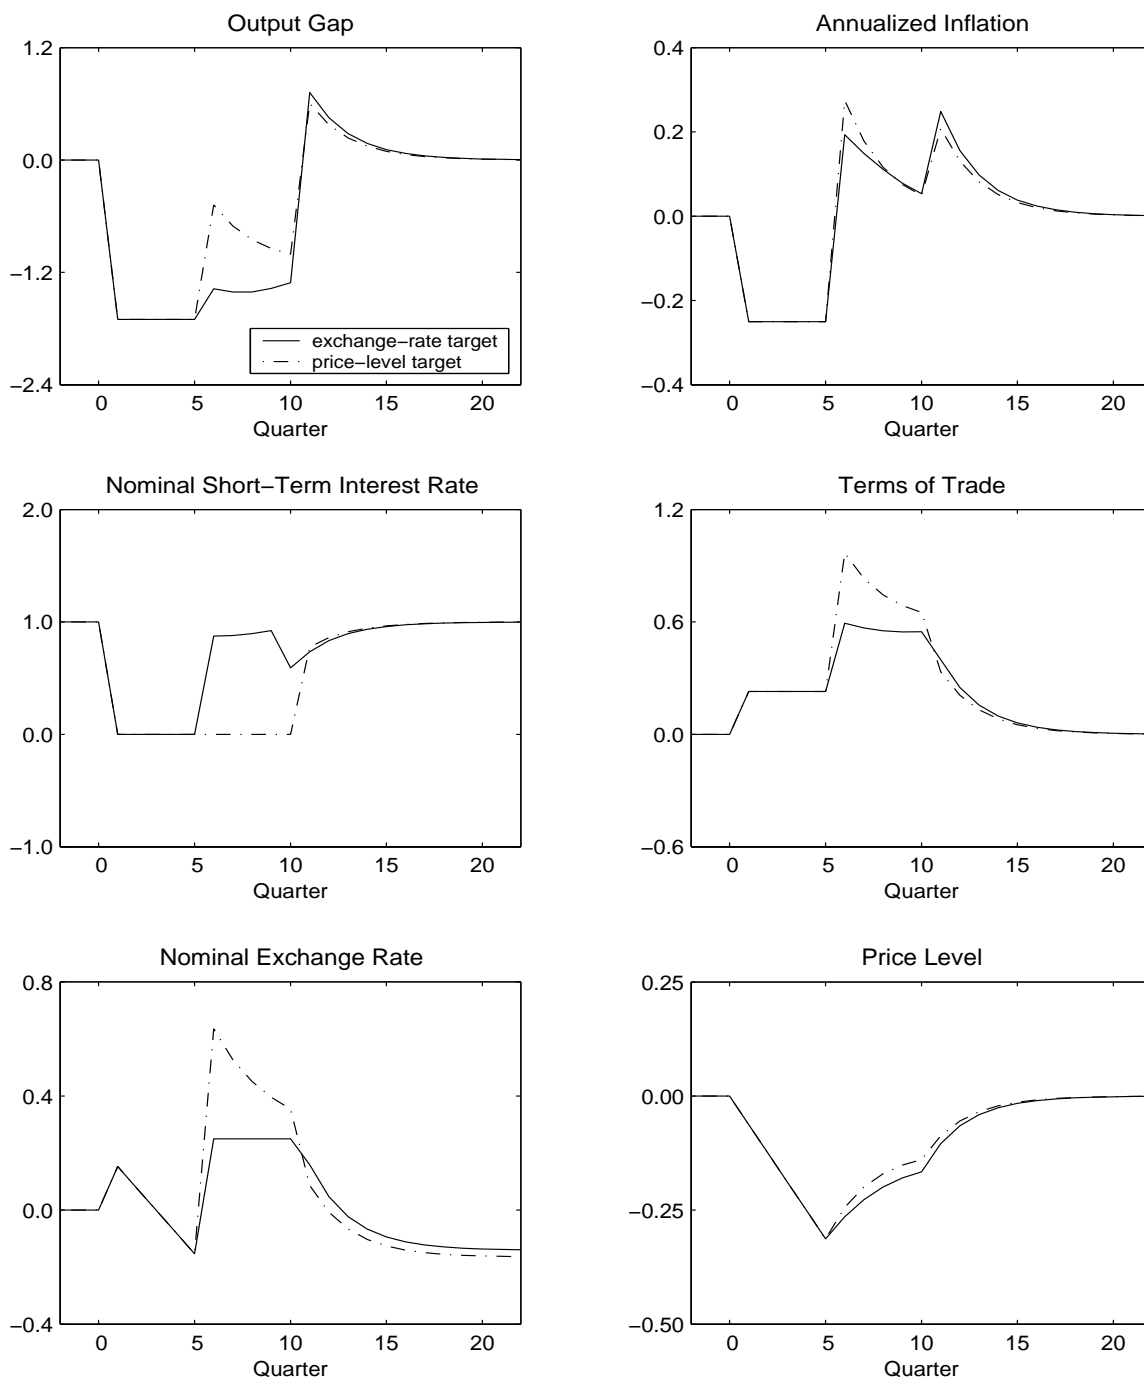 Output Gap
1.2
0.0
−1.2
−2.4
exchange−rate target
price−level target
0 5 10 15 20
Quarter
Annualized Inflation
0.4
0.2
0.0
−0.2
−0.4
0 5 10 15 20
Quarter
Nominal Short−Term Interest Rate
2.0
1.0
0.0
−1.0
0 5 10 15 20
Quarter
Terms of Trade
1.2
0.6
0.0
−0.6
0 5 10 15 20
Quarter
Nominal Exchange Rate
0.8
0.4
0.0
−0.4
0 5 10 15 20
Quarter
Price Level
0.25
0.00
−0.25
−0.50
0 5 10 15 20
Quarter